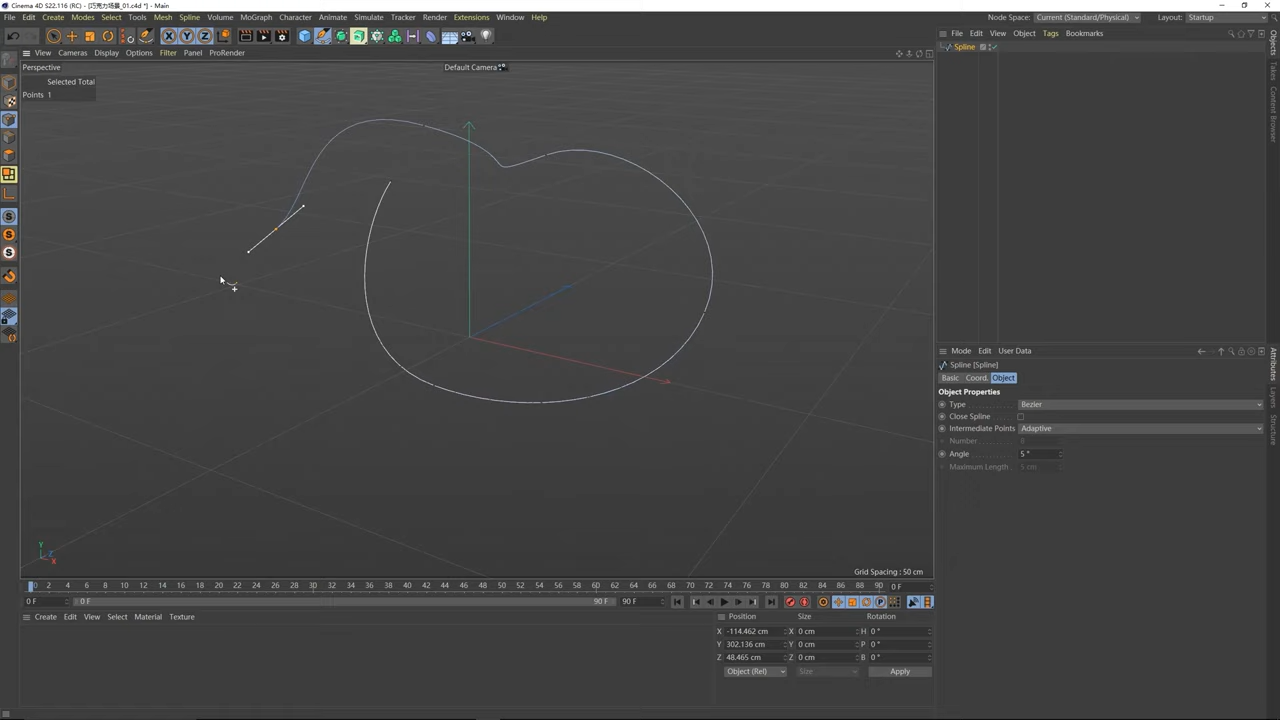 Cinema 4D S22.116 (RC) - [巧克力场景_01.c4d *] - Main
File Edit Create Modes Select Tools Mesh Spline Volume MoGraph Character Animate Simulate Tracker Render Extensions Window Help Node Space: Current (Standard/Physical) Layout: Startup
View Cameras Display Options Filter Panel ProRender
File Edit View Object Tags Bookmarks
Perspective
Default Camera
Spline
Selected Total
Points 1
Objects
Takes
Content Browser
Mode Edit User Data
Spline [Spline]
Basic Coord. Object
Object Properties
Type Bezier
Close Spline
Intermediate Points Adaptive
Number 8
Angle 5 °
Maximum Length 5 cm
Attributes
Layers
Structure
Y
Z
X
Grid Spacing : 50 cm
0 2 4 6 8 10 12 14 16 18 20 22 24 26 28 30 32 34 36 38 40 42 44 46 48 50 52 54 56 58 60 62 64 66 68 70 72 74 76 78 80 82 84 86 88 90 0 F
0 F 0 F 90 F 90 F
Create Edit View Select Material Texture
Position Size Rotation
X -114.462 cm X 0 cm H 0 °
Y 302.136 cm Y 0 cm P 0 °
Z 48.465 cm Z 0 cm B 0 °
Object (Rel) Size Apply